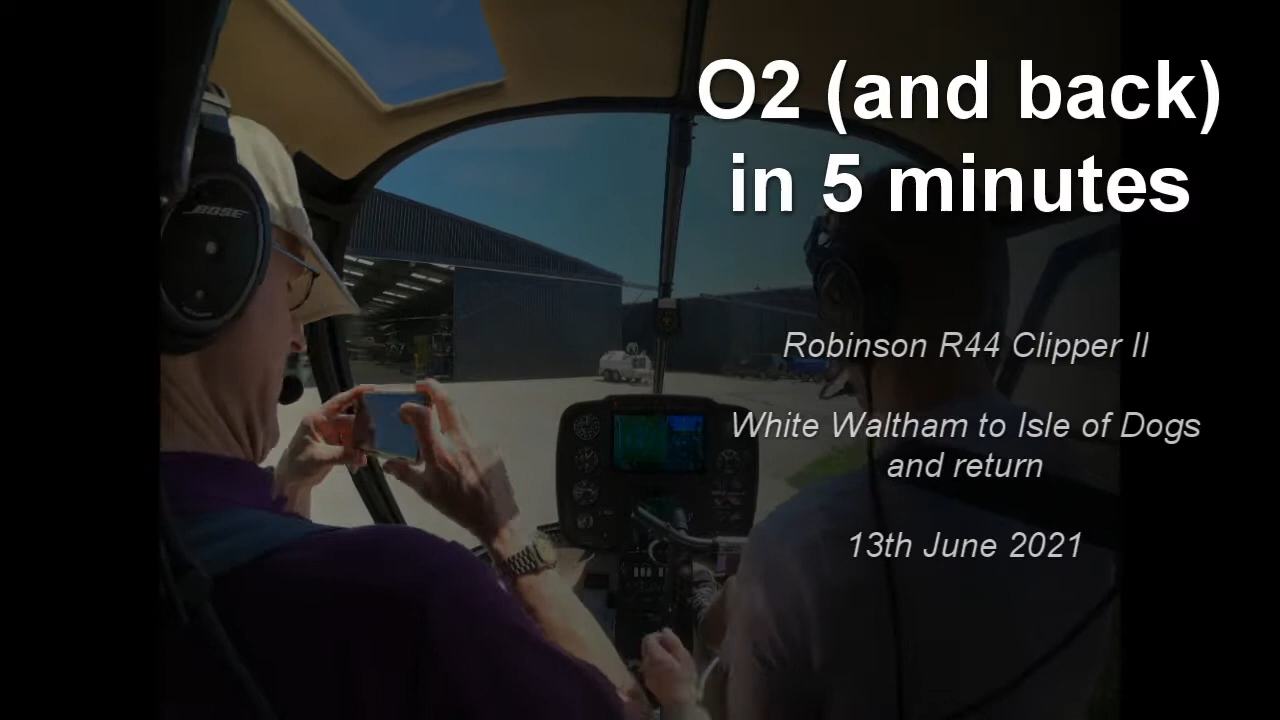 O2 (and back)
in 5 minutes
BOSE
Robinson R44 Clipper II
White Waltham to Isle of Dogs
and return
13th June 2021